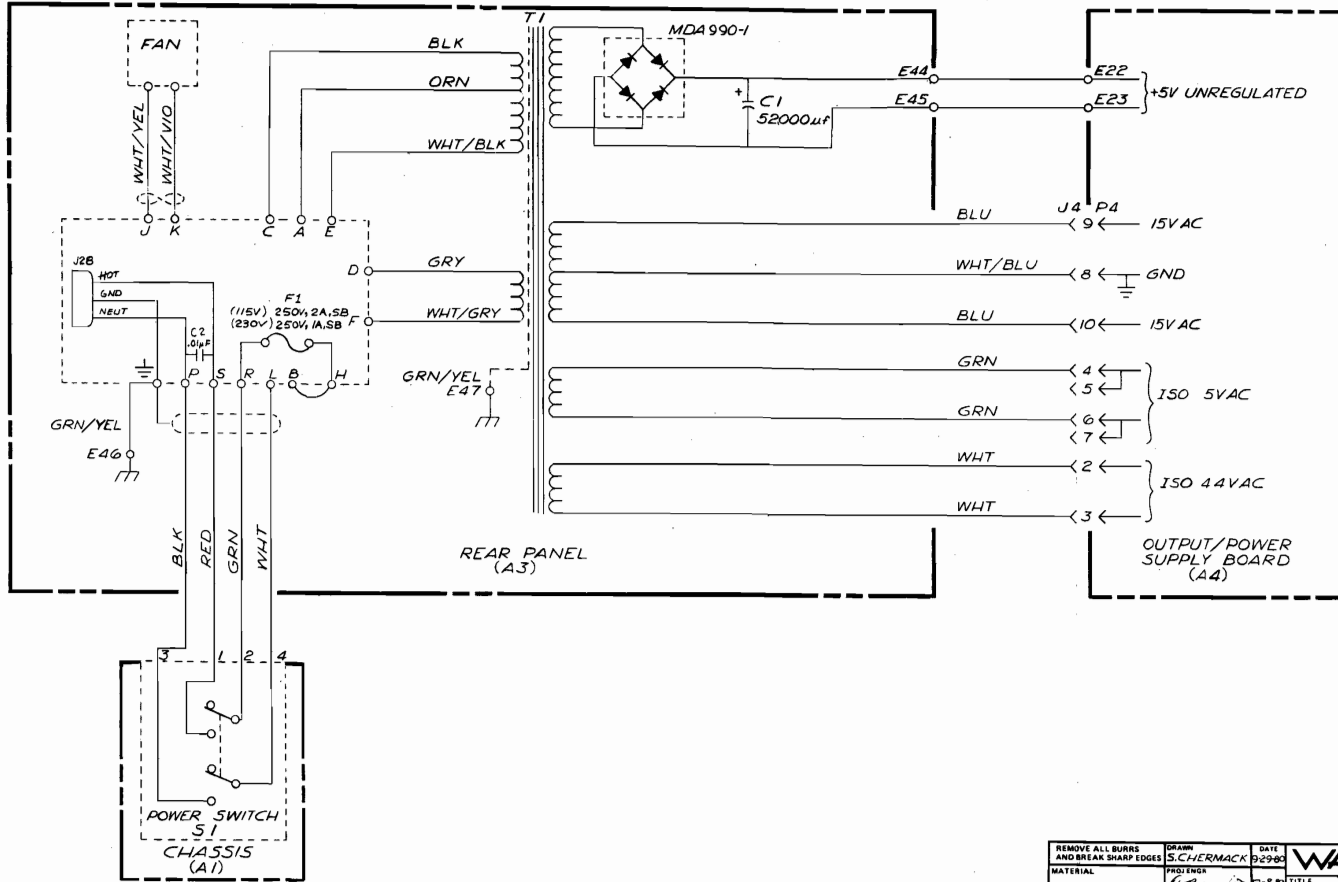 T1
FAN
BLK
MDA990-1
ORN
E44
E22
+5V UNREGULATED
+
C1
52000µf
E45
E23
WHT/YEL
WHT/VIO
WHT/BLK
J
K
C
A
E
BLU
J4 P4
9
15VAC
J2B
HOT
GND
NEUT
D
GRY
WHT/BLU
8
GND
F1
(115V) 250V, 2A, SB
(230V) 250V, 1A, SB
F
WHT/GRY
BLU
10
15VAC
C2
.01µF
P
S
R
L
B
H
GRN/YEL
E47
GRN
4
5
ISO 5VAC
GRN
6
7
GRN/YEL
E46
WHT
2
ISO 44VAC
WHT
3
BLK
RED
GRN
WHT
REAR PANEL
(A3)
OUTPUT/POWER
SUPPLY BOARD
(A4)
3
1
2
4
POWER SWITCH
S1
CHASSIS
(A1)
REMOVE ALL BURRS
AND BREAK SHARP EDGES
DRAWN
S.CHERMACK
DATE
9-29-80
MATERIAL
PROJ ENGR
TITLE